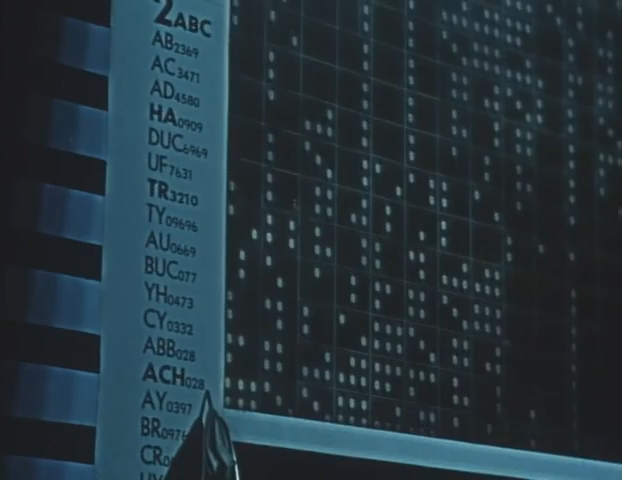 2ABC
AB2369
AC3471
AD4580
HA0909
DUC6969
UF7631
TR3210
TY09696
AU0669
BUC077
YH0473
CY0332
ABB028
ACH028
AY0397